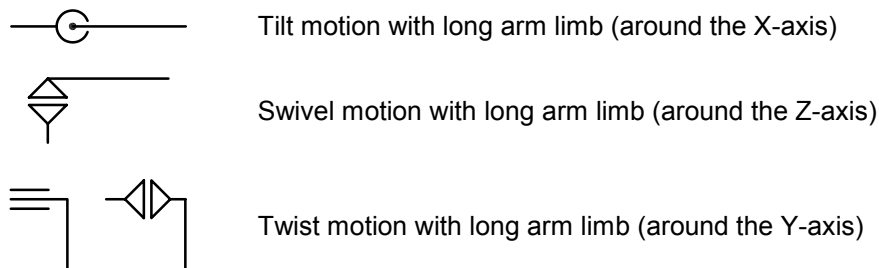 Tilt motion with long arm limb (around the X-axis)
Swivel motion with long arm limb (around the Z-axis)
Twist motion with long arm limb (around the Y-axis)